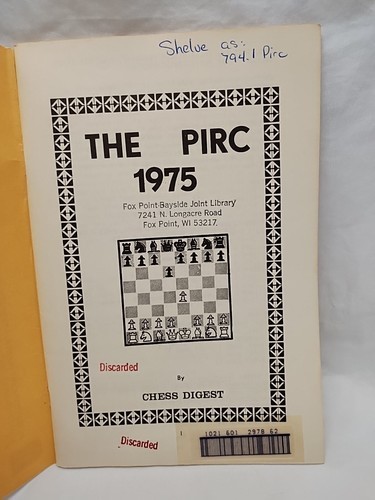 Shelve as:
794.1 Pirc
THE PIRC
1975
Fox Point-Bayside Joint Library
7241 N. Longacre Road
Fox Point, WI 53217
Discarded
By
CHESS DIGEST
Discarded
1 1021 601 2978 62